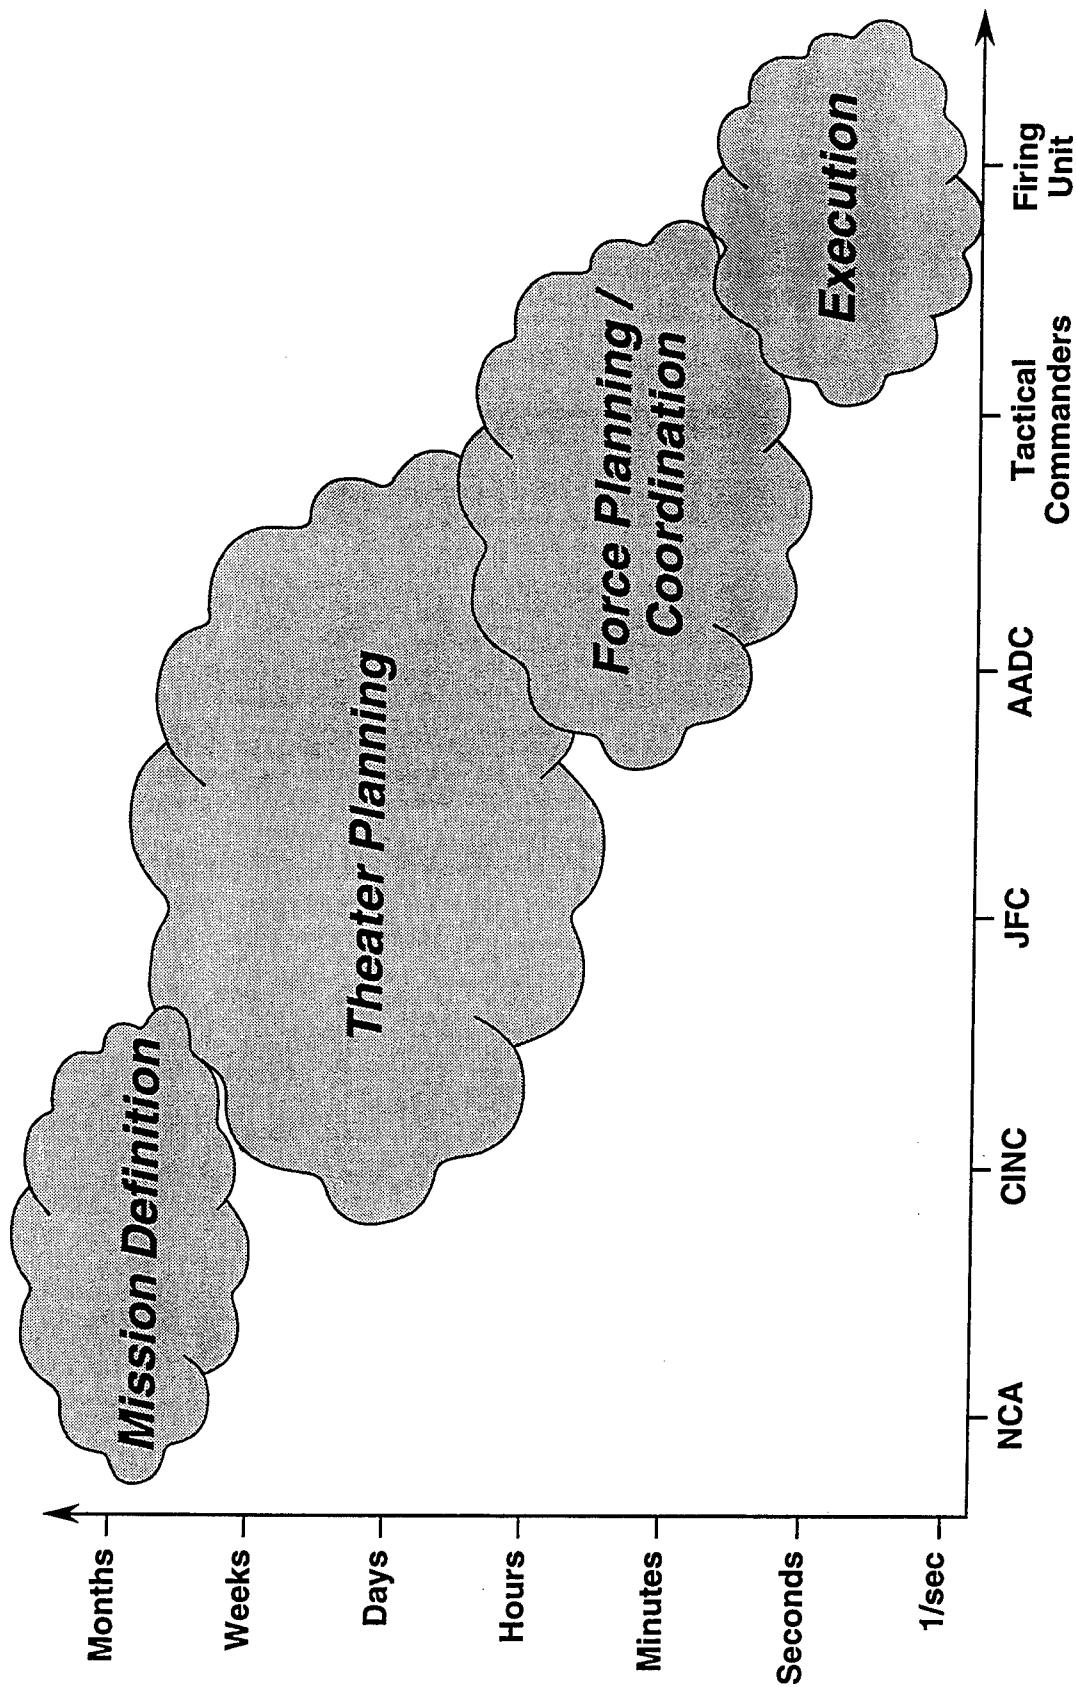 Months
Weeks
Days
Hours
Minutes
Seconds
1/sec
Mission Definition
Theater Planning
Force Planning /
Coordination
Execution
NCA
CINC
JFC
AADC
Tactical
Commanders
Firing
Unit